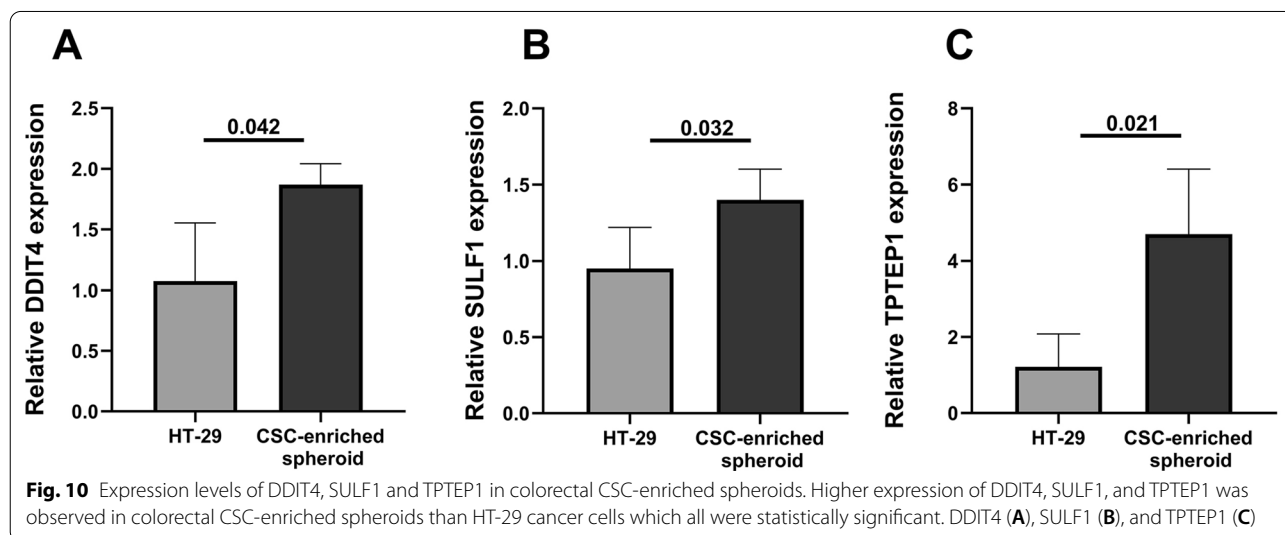 A
Relative DDIT4 expression
2.5
2.0
1.5
1.0
0.5
0.0
0.042
HT-29
CSC-enriched
spheroid
B
Relative SULF1 expression
2.0
1.5
1.0
0.5
0.0
0.032
HT-29
CSC-enriched
spheroid
C
Relative TPTEP1 expression
8
6
4
2
0
0.021
HT-29
CSC-enriched
spheroid
Fig. 10 Expression levels of DDIT4, SULF1 and TPTEP1 in colorectal CSC-enriched spheroids. Higher expression of DDIT4, SULF1, and TPTEP1 was
observed in colorectal CSC-enriched spheroids than HT-29 cancer cells which all were statistically significant. DDIT4 (A), SULF1 (B), and TPTEP1 (C)